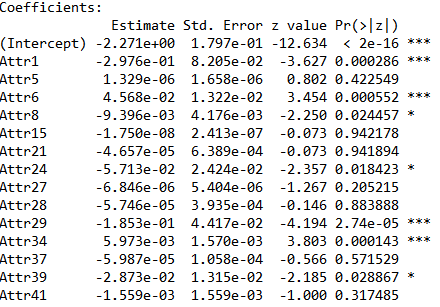 Coefficients:
Estimate Std. Error z value Pr(>|z|)
(Intercept) -2.271e+00 1.797e-01 -12.634 < 2e-16 ***
Attr1 -2.976e-01 8.205e-02 -3.627 0.000286 ***
Attr5 1.329e-06 1.658e-06 0.802 0.422549
Attr6 4.568e-02 1.322e-02 3.454 0.000552 ***
Attr8 -9.396e-03 4.176e-03 -2.250 0.024457 *
Attr15 -1.750e-08 2.413e-07 -0.073 0.942178
Attr21 -4.657e-05 6.389e-04 -0.073 0.941894
Attr24 -5.713e-02 2.424e-02 -2.357 0.018423 *
Attr27 -6.846e-06 5.404e-06 -1.267 0.205215
Attr28 -5.746e-05 3.935e-04 -0.146 0.883888
Attr29 -1.853e-01 4.417e-02 -4.194 2.74e-05 ***
Attr34 5.973e-03 1.570e-03 3.803 0.000143 ***
Attr37 -5.987e-05 1.058e-04 -0.566 0.571529
Attr39 -2.873e-02 1.315e-02 -2.185 0.028867 *
Attr41 -1.559e-03 1.559e-03 -1.000 0.317485